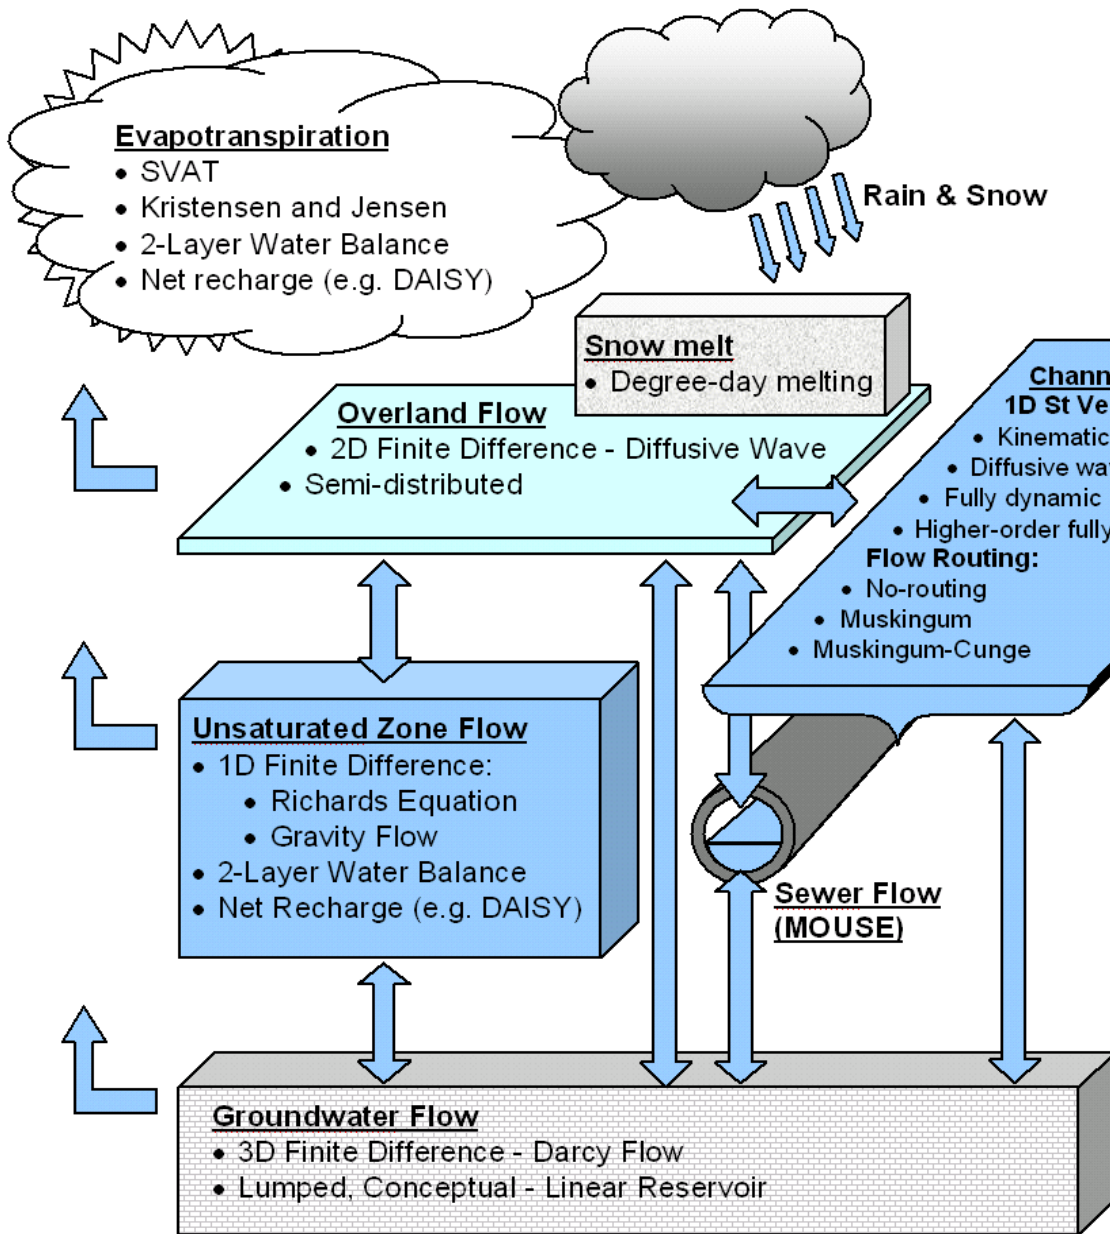 Evapotranspiration
• SVAT
• Kristensen and Jensen
• 2-Layer Water Balance
• Net recharge (e.g. DAISY)
Rain & Snow
Snow melt
• Degree-day melting
Overland Flow
• 2D Finite Difference - Diffusive Wave
• Semi-distributed
Chann
1D St Ve
• Kinematic
• Diffusive wa
• Fully dynamic
• Higher-order fully
Flow Routing:
• No-routing
• Muskingum
• Muskingum-Cunge
Unsaturated Zone Flow
• 1D Finite Difference:
• Richards Equation
• Gravity Flow
• 2-Layer Water Balance
• Net Recharge (e.g. DAISY)
Sewer Flow
(MOUSE)
Groundwater Flow
• 3D Finite Difference - Darcy Flow
• Lumped, Conceptual - Linear Reservoir